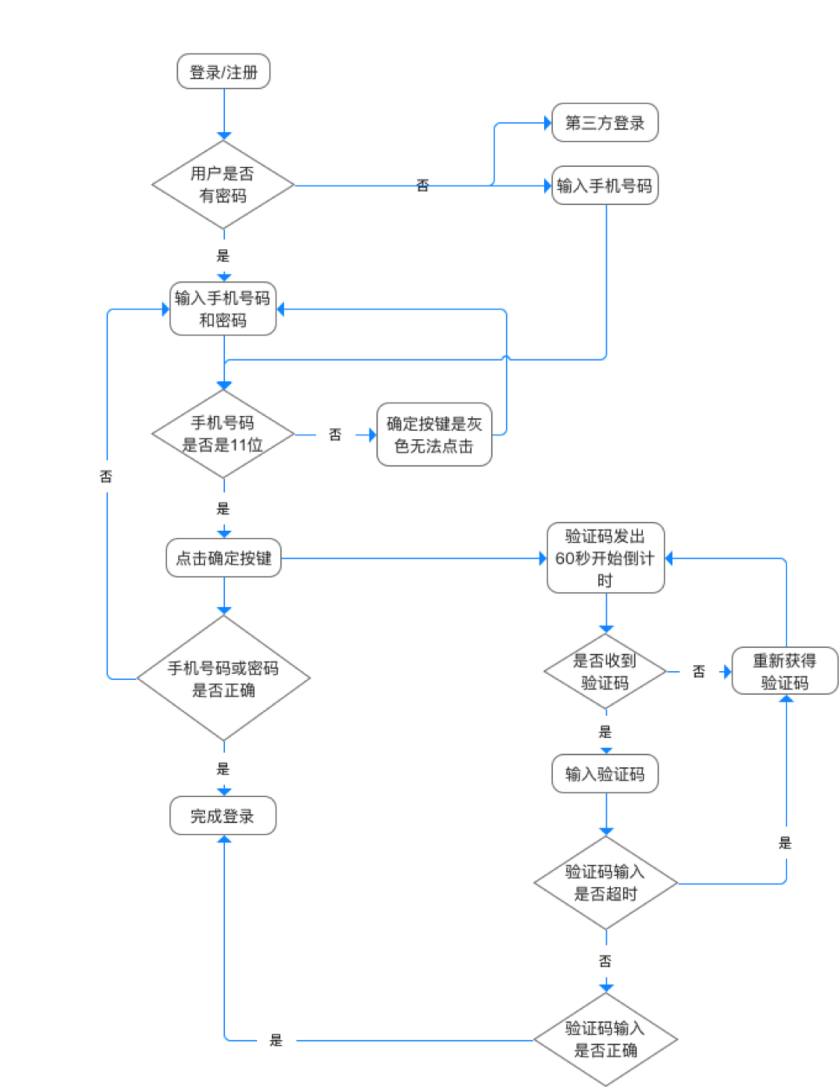 登录/注册
第三方登录
用户是否
有密码
否
输入手机号码
是
输入手机号码
和密码
手机号码
是否是11位
否
确定按键是灰
色无法点击
否
是
点击确定按键
验证码发出
60秒开始倒计
时
手机号码或密码
是否正确
是否收到
验证码
否
重新获得
验证码
是
是
输入验证码
完成登录
是
验证码输入
是否超时
否
验证码输入
是否正确
是